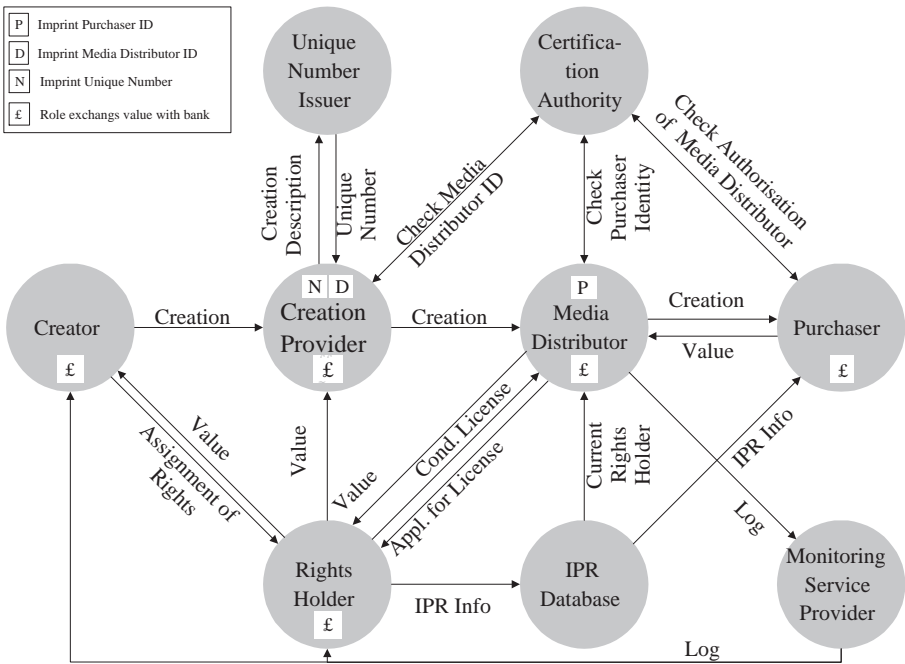 P Imprint Purchaser ID
D Imprint Media Distributor ID
N Imprint Unique Number
£ Role exchangs value with bank
Unique
Number
Issuer
Certifica-
tion
Authority
Creation
Description
Unique
Number
Check Media
Distributor ID
Check
Purchaser
Identity
Check Authorisation
of Media Distributor
Creator
£
Creation
N D
Creation
Provider
£
Creation
P
Media
Distributor
£
Creation
Value
Purchaser
£
Value
Assignment of
Rights
Value
Value
Cond. License
Appl. for License
Current
Rights
Holder
IPR Info
Log
Rights
Holder
£
IPR Info
IPR
Database
Monitoring
Service
Provider
Log